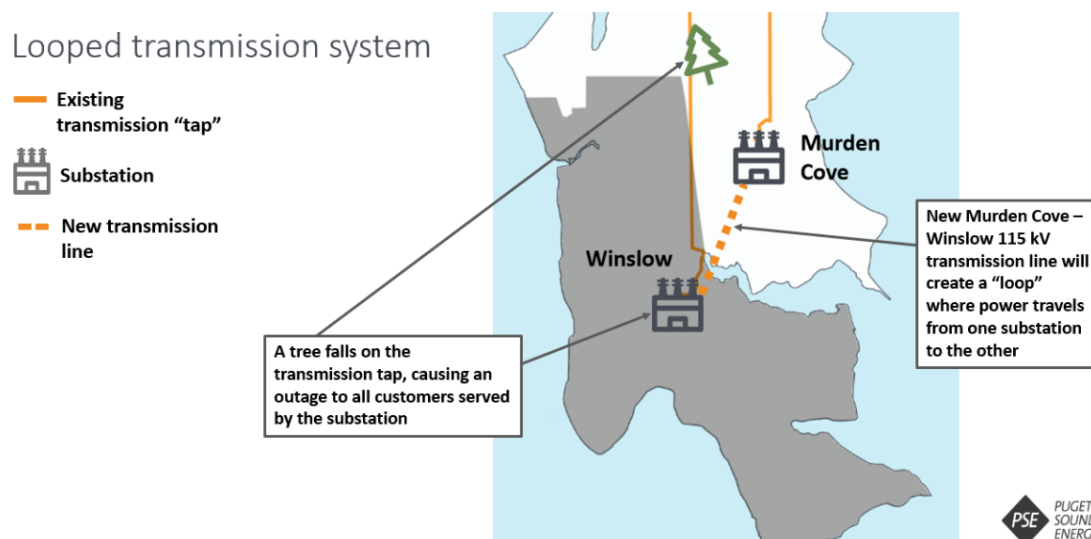 Looped transmission system
Existing
transmission “tap”
Substation
New transmission
line
Murden
Cove
Winslow
New Murden Cove –
Winslow 115 kV
transmission line will
create a “loop”
where power travels
from one substation
to the other
A tree falls on the
transmission tap, causing an
outage to all customers served
by the substation
PSE
PUGET
SOUND
ENERG